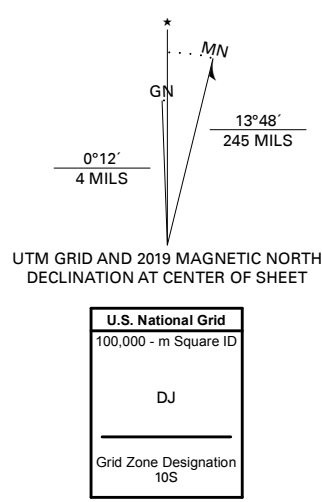 ★
MN
GN
13°48´
245 MILS
0°12´
4 MILS
UTM GRID AND 2019 MAGNETIC NORTH
DECLINATION AT CENTER OF SHEET
U.S. National Grid
100,000 - m Square ID
DJ
Grid Zone Designation
10S